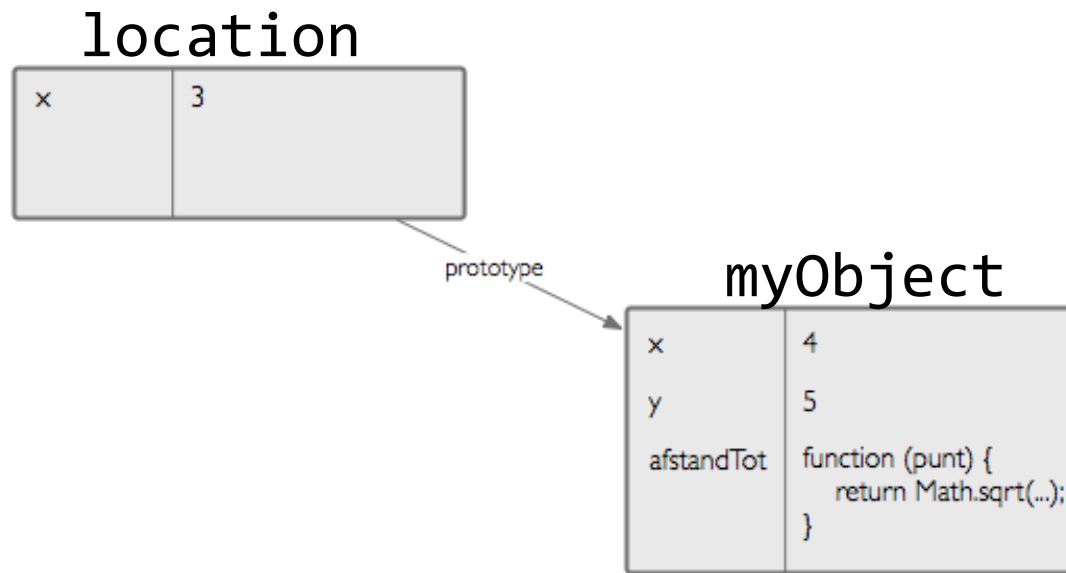 location
x 3
prototype
myObject
x 4
y 5
afstandTot function (punt) {
return Math.sqrt(...);
}